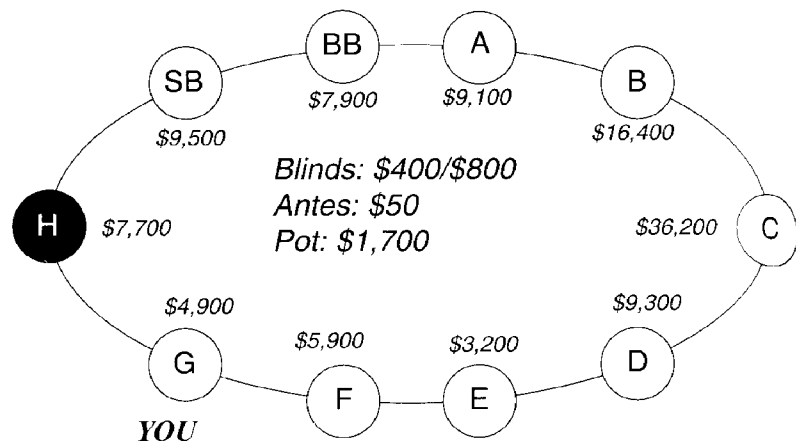 BB
A
SB
B
$7,900
$9,100
$9,500
$16,400
Blinds: $400/$800
Antes: $50
Pot: $1,700
H
$7,700
$36,200
C
$4,900
$5,900
$3,200
$9,300
G
F
E
D
YOU